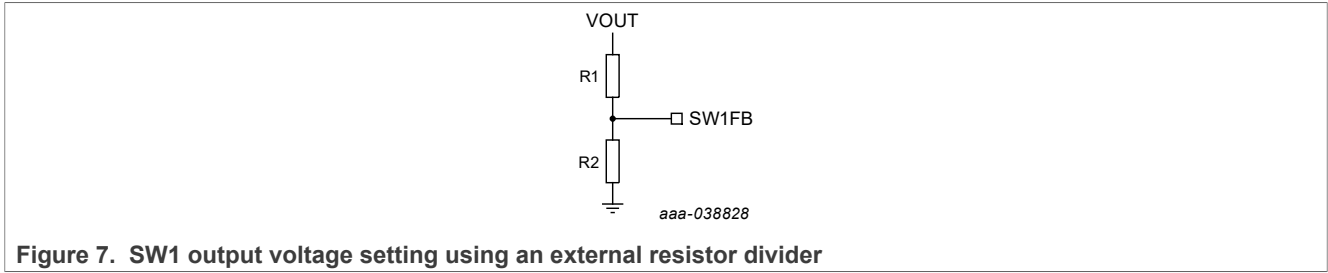 VOUT
R1
SW1FB
R2
aaa-038828
Figure 7. SW1 output voltage setting using an external resistor divider